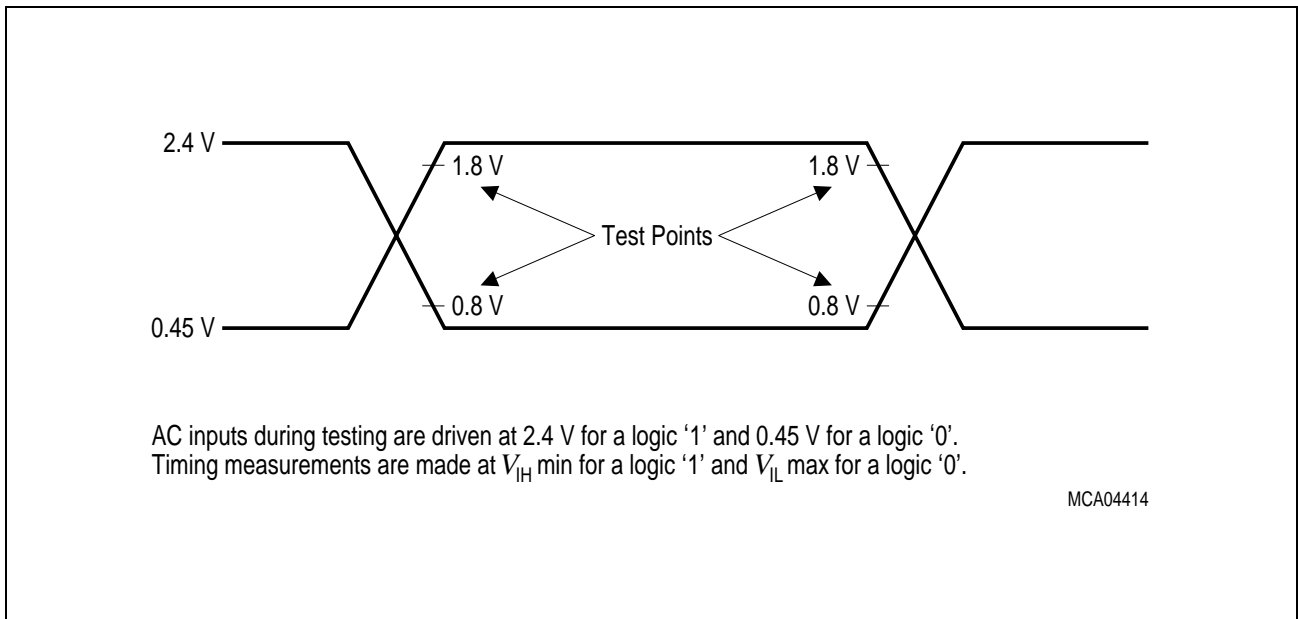 2.4 V
1.8 V 1.8 V
Test Points
0.8 V 0.8 V
0.45 V
AC inputs during testing are driven at 2.4 V for a logic ‘1’ and 0.45 V for a logic ‘0’.
Timing measurements are made at VIH min for a logic ‘1’ and VIL max for a logic ‘0’.
MCA04414